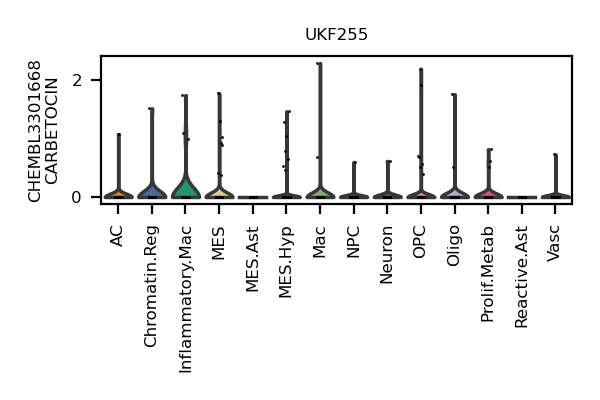 UKF255
CHEMBL3301668
CARBETOCIN
2
0
AC
Chromatin.Reg
Inflammatory.Mac
MES
MES.Ast
MES.Hyp
Mac
NPC
Neuron
OPC
Oligo
Prolif.Metab
Reactive.Ast
Vasc